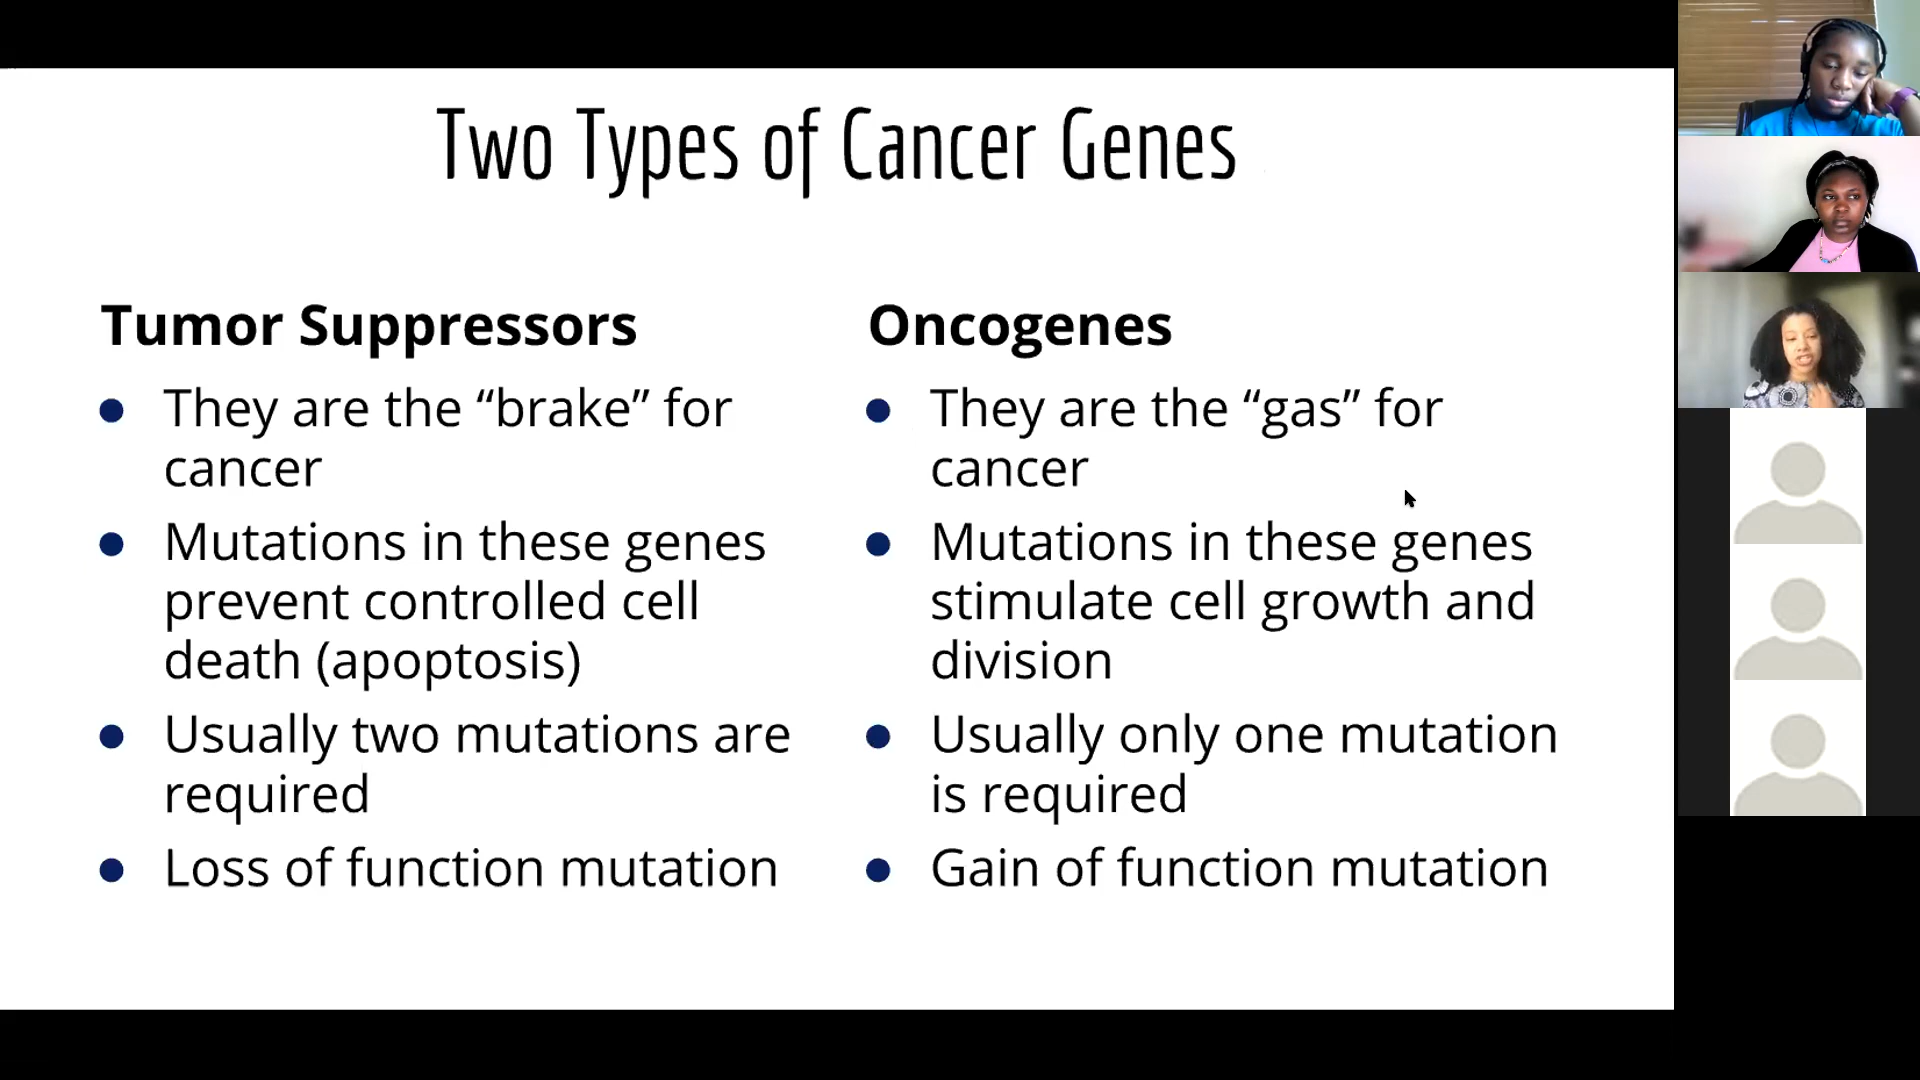 Two Types of Cancer Genes
Tumor Suppressors
● They are the “brake” for
cancer
● Mutations in these genes
prevent controlled cell
death (apoptosis)
● Usually two mutations are
required
● Loss of function mutation
Oncogenes
● They are the “gas” for
cancer
● Mutations in these genes
stimulate cell growth and
division
● Usually only one mutation
is required
● Gain of function mutation